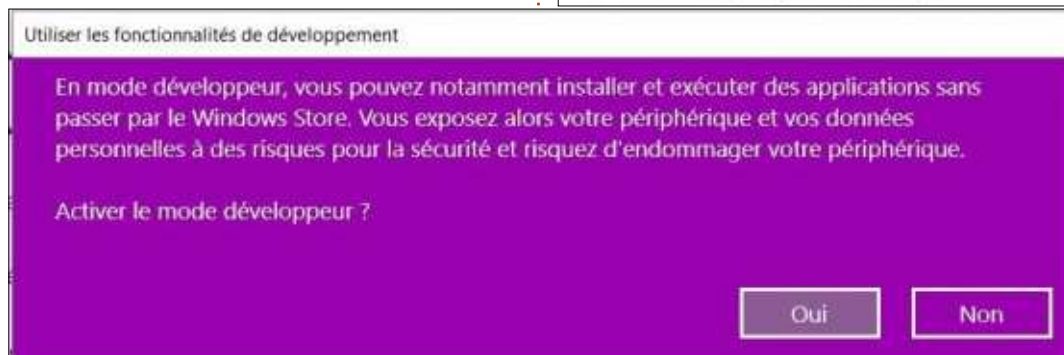 Utiliser les fonctionnalités de développement
En mode développeur, vous pouvez notamment installer et exécuter des applications sans
passer par le Windows Store. Vous exposez alors votre périphérique et vos données
personnelles à des risques pour la sécurité et risquez d'endommager votre périphérique.
Activer le mode développeur ?
Oui
Non